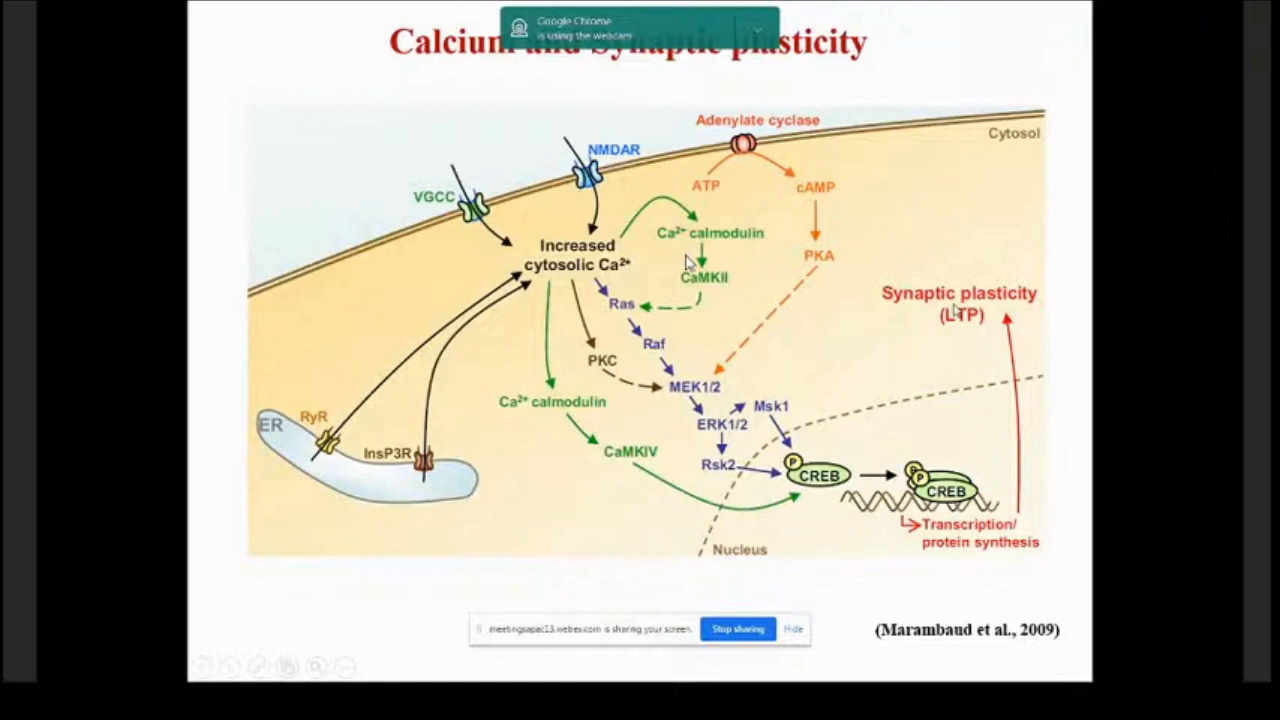 Google Chrome
is using the webcam
Calcium and Synaptic plasticity
Adenylate cyclase
Cytosol
NMDAR
ATP
cAMP
VGCC
Ca²⁺ calmodulin
Increased
cytosolic Ca²⁺
PKA
CaMKII
Synaptic plasticity
(LTP)
Ras
Raf
PKC
MEK1/2
Ca²⁺ calmodulin
Msk1
ER
RyR
ERK1/2
InsP3R
CaMKIV
Rsk2
P
CREB
P
P
CREB
Transcription/
protein synthesis
Nucleus
meetingsapac13.webex.com is sharing your screen.
Stop sharing
Hide
(Marambaud et al., 2009)